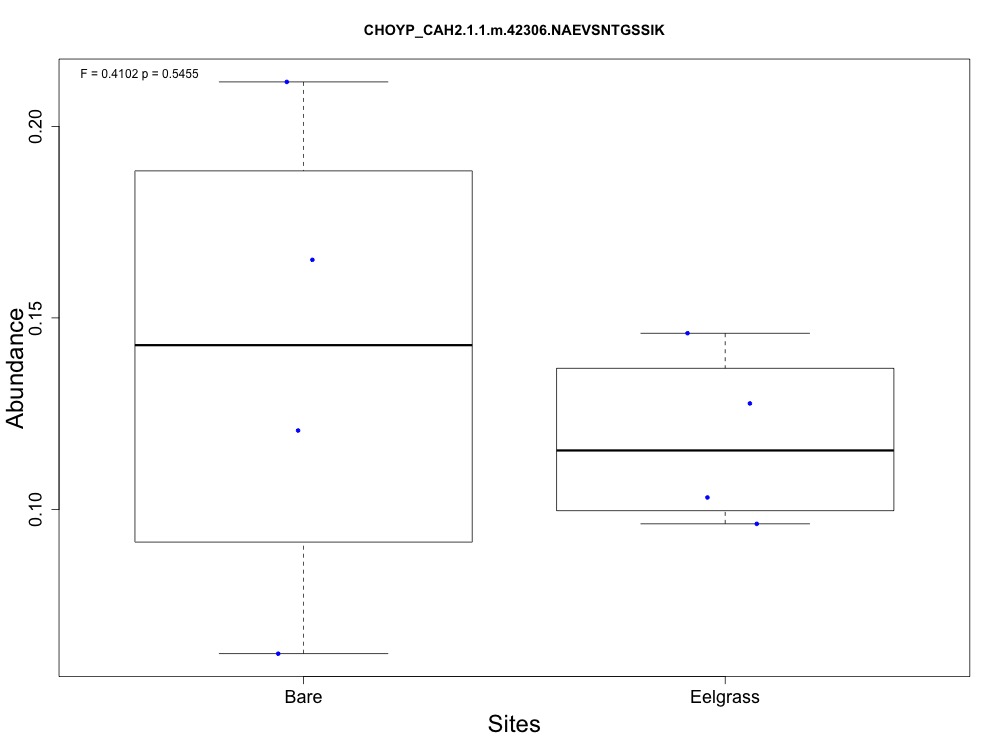 CHOYP_CAH2.1.1.m.42306.NAEVSNTGSSIK
F = 0.4102 p = 0.5455
Abundance
0.20
0.15
0.10
Bare
Eelgrass
Sites